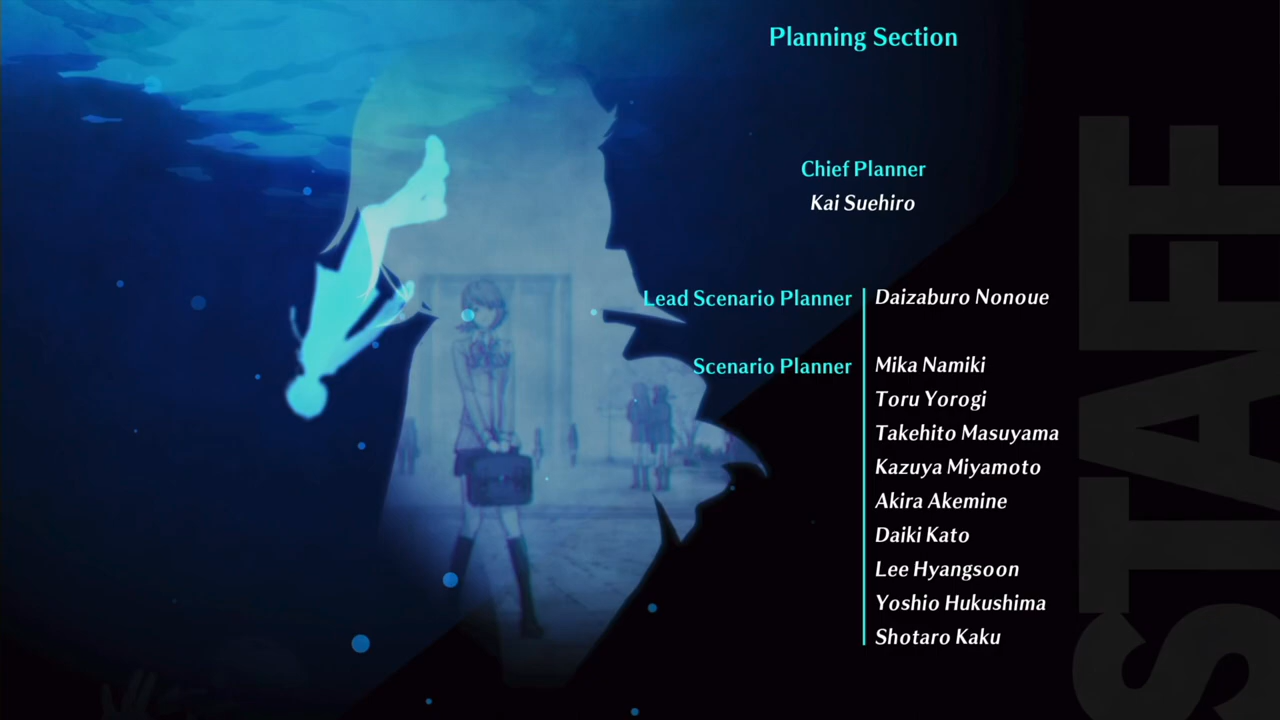 Planning Section
Chief Planner
Kai Suehiro
Lead Scenario Planner Daizaburo Nonoue
Scenario Planner Mika Namiki
Toru Yorogi
Takehito Masuyama
Kazuya Miyamoto
Akira Akemine
Daiki Kato
Lee Hyangsoon
Yoshio Hukushima
Shotaro Kaku
STAFF